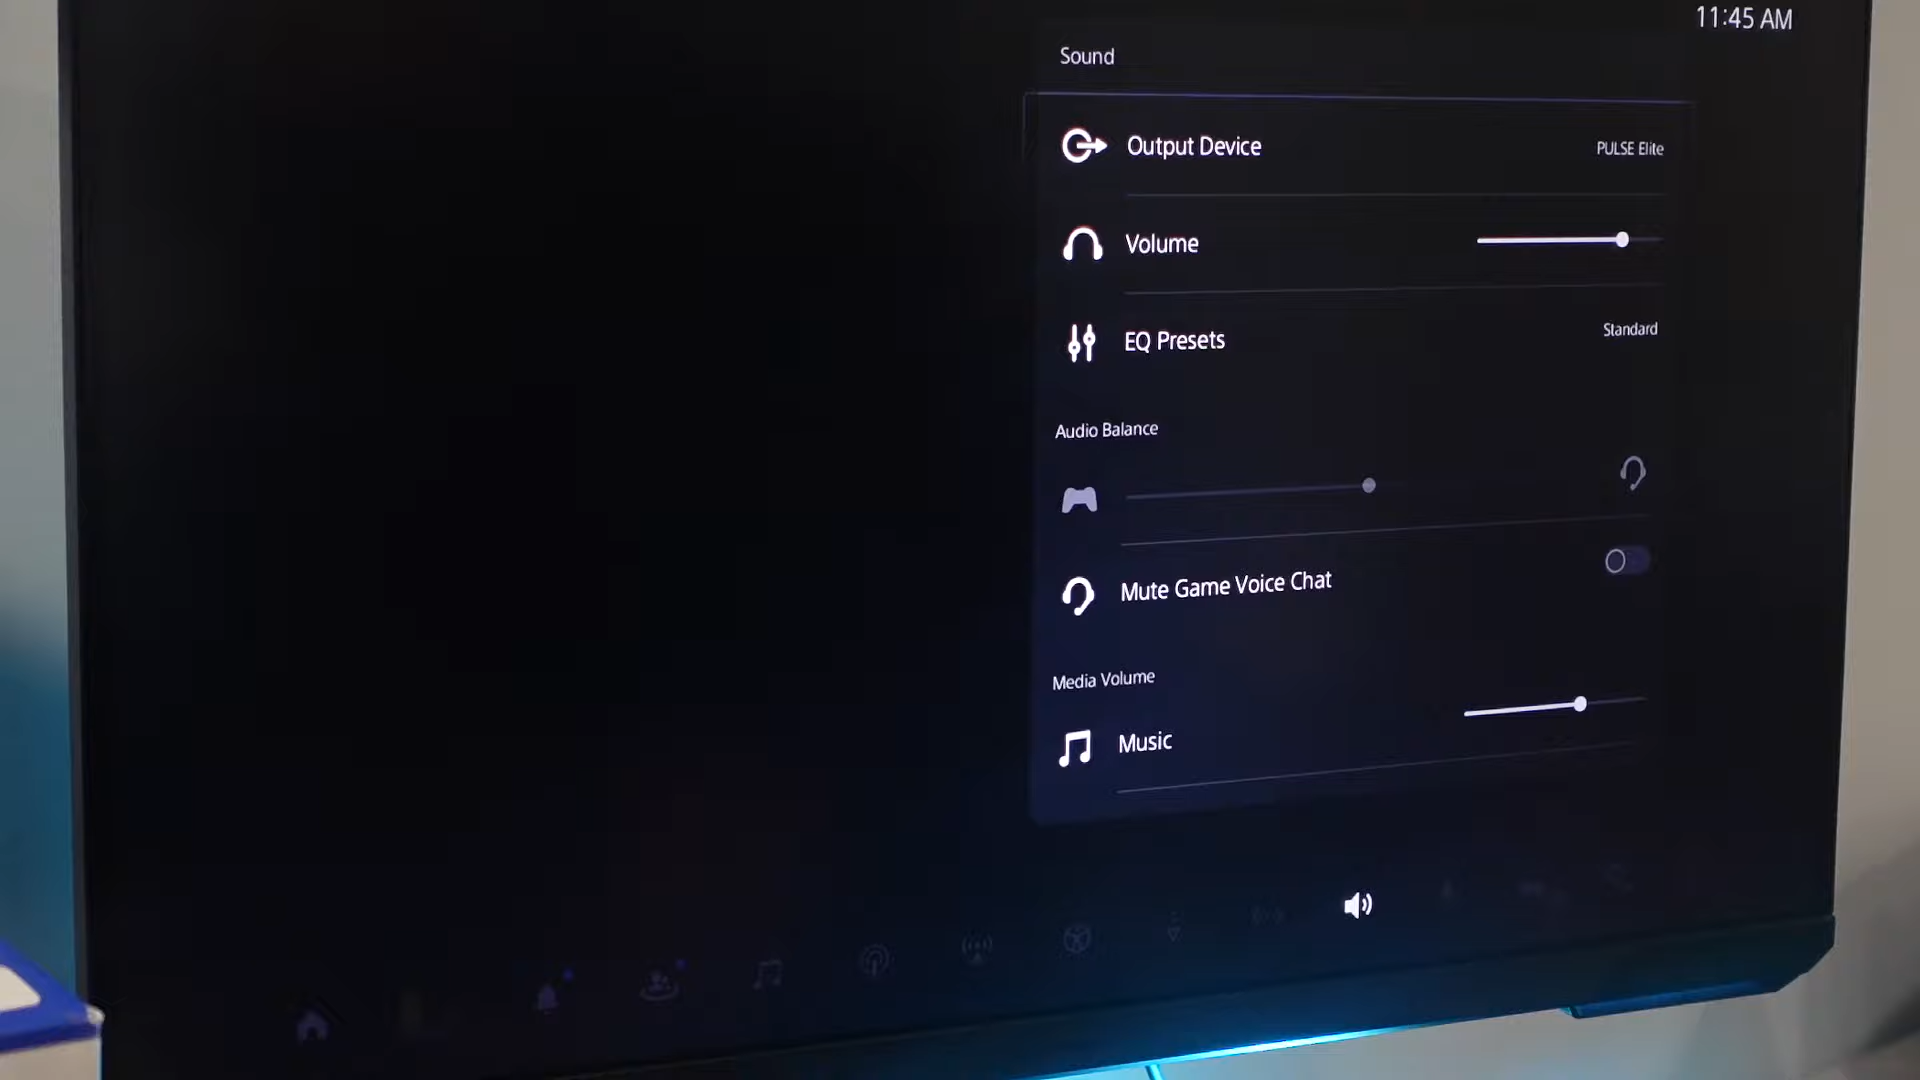 11:45 AM
Sound
Output Device
PULSE Elite
Volume
EQ Presets
Standard
Audio Balance
Mute Game Voice Chat
Media Volume
Music